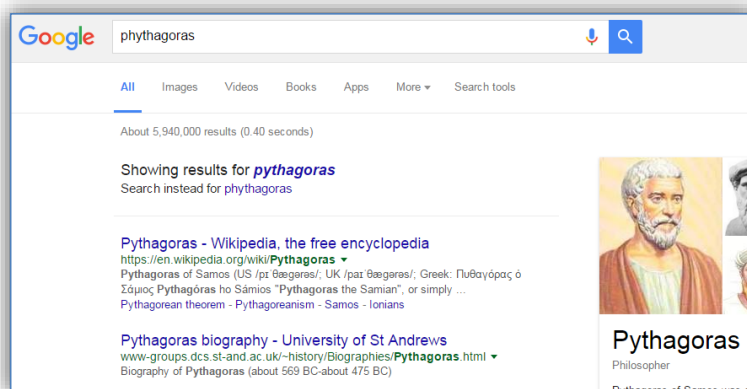 Google phythagoras
All Images Videos Books Apps More Search tools
About 5,940,000 results (0.40 seconds)
Showing results for pythagoras
Search instead for phythagoras
Pythagoras - Wikipedia, the free encyclopedia
https://en.wikipedia.org/wiki/Pythagoras
Pythagoras of Samos (US /pɪˈθæɡərəs/; UK /paɪˈθæɡərəs/; Greek: Πυθαγόρας ὁ
Σάμιος Pythagóras ho Sámios "Pythagoras the Samian", or simply ...
Pythagorean theorem - Pythagoreanism - Samos - Ionians
Pythagoras biography - University of St Andrews
www-groups.dcs.st-and.ac.uk/~history/Biographies/Pythagoras.html
Biography of Pythagoras (about 569 BC-about 475 BC)
Pythagoras
Philosopher